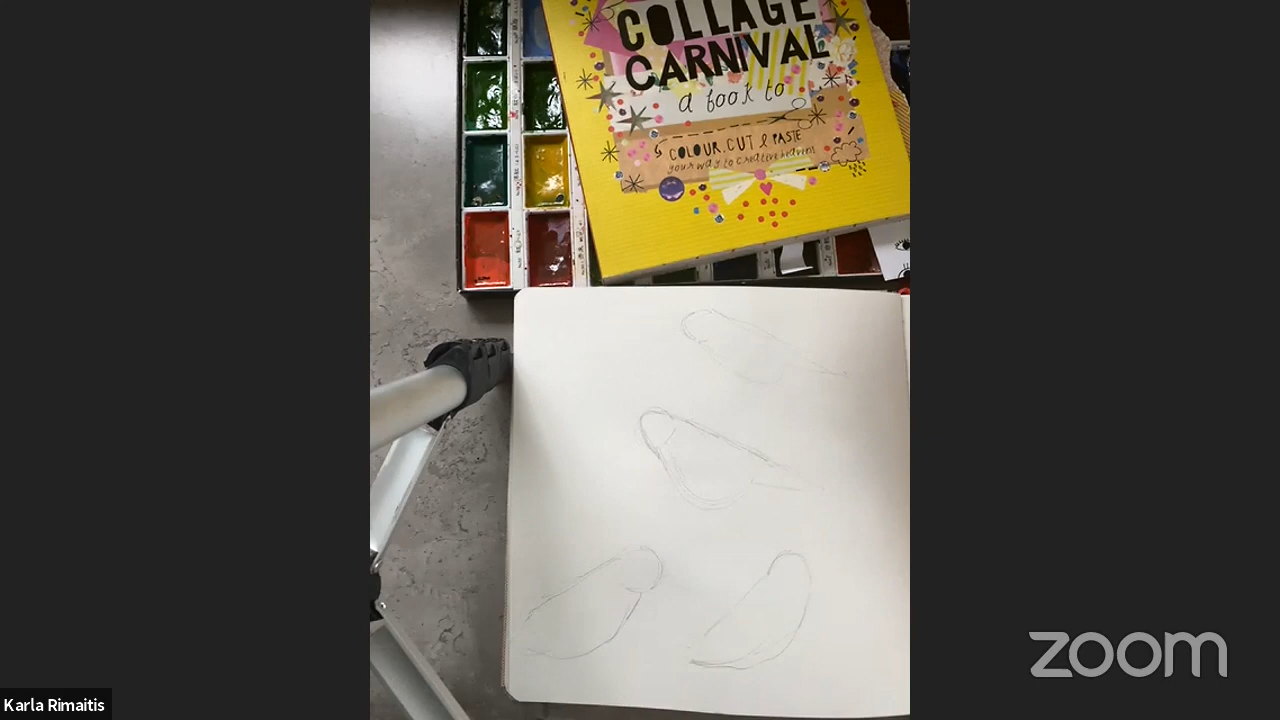 COLLAGE
CARNIVAL
a book to
COLOUR, CUT & PASTE
your way to creative heaven!
zoom
Karla Rimaitis